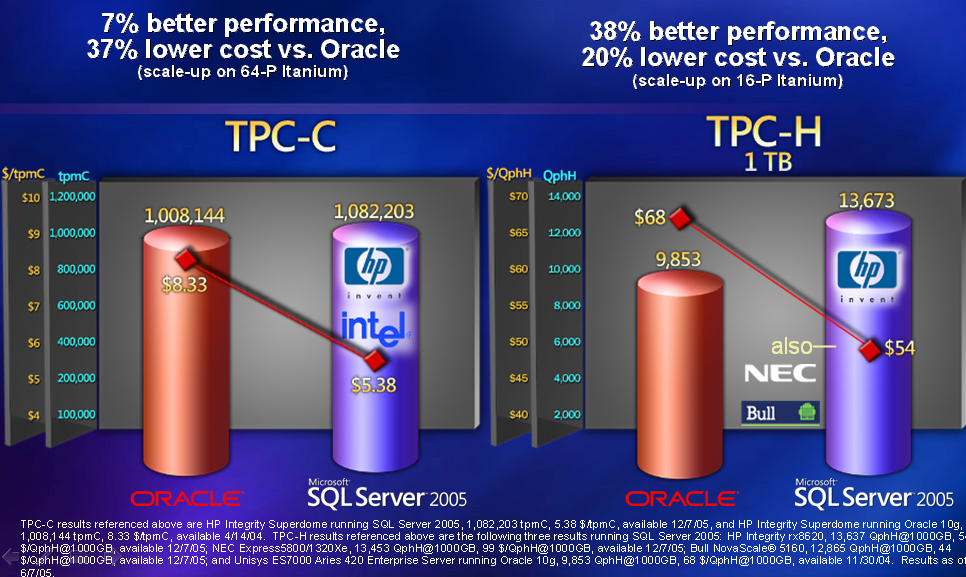 7% better performance,
37% lower cost vs. Oracle
(scale-up on 64-P Itanium)
38% better performance,
20% lower cost vs. Oracle
(scale-up on 16-P Itanium)
TPC-C
$/tpmC tpmC
$10 1,200,000
$9 1,000,000
$8 800,000
$7 600,000
$6 400,000
$5 200,000
$4 100,000
1,008,144
$8.33
1,082,203
hp
invent
intel
$5.38
ORACLE
Microsoft
SQL Server 2005
TPC-H
1 TB
$/QphH QphH
$70 14,000
$65 12,000
$60 10,000
$55 8,000
$50 6,000
$45 4,000
$40 2,000
$68
9,853
13,673
hp
invent
also
$54
NEC
Bull
ORACLE
Microsoft
SQL Server 2005
TPC-C results referenced above are HP Integrity Superdome running SQL Server 2005, 1,082,203 tpmC, 5.38 $/tpmC, available 12/7/05, and HP Integrity Superdome running Oracle 10g,
1,008,144 tpmC, 8.33 $/tpmC, available 4/14/04. TPC-H results referenced above are the following three results running SQL Server 2005: HP Integrity rx8620, 13,637 QphH@1000GB,
$/QphH@1000GB, available 12/7/05; NEC Express5800/1320Xe, 13,453 QphH@1000GB, 99 $/QphH@1000GB, available 12/7/05; Bull NovaScale® 5160, 12,865 QphH@1000GB, 44
$/QphH@1000GB, available 12/7/05; and Unisys ES7000 Aries 420 Enterprise Server running Oracle 10g, 9,853 QphH@1000GB, 68 $/QphH@1000GB, available 11/30/04. Results as
6/7/05.